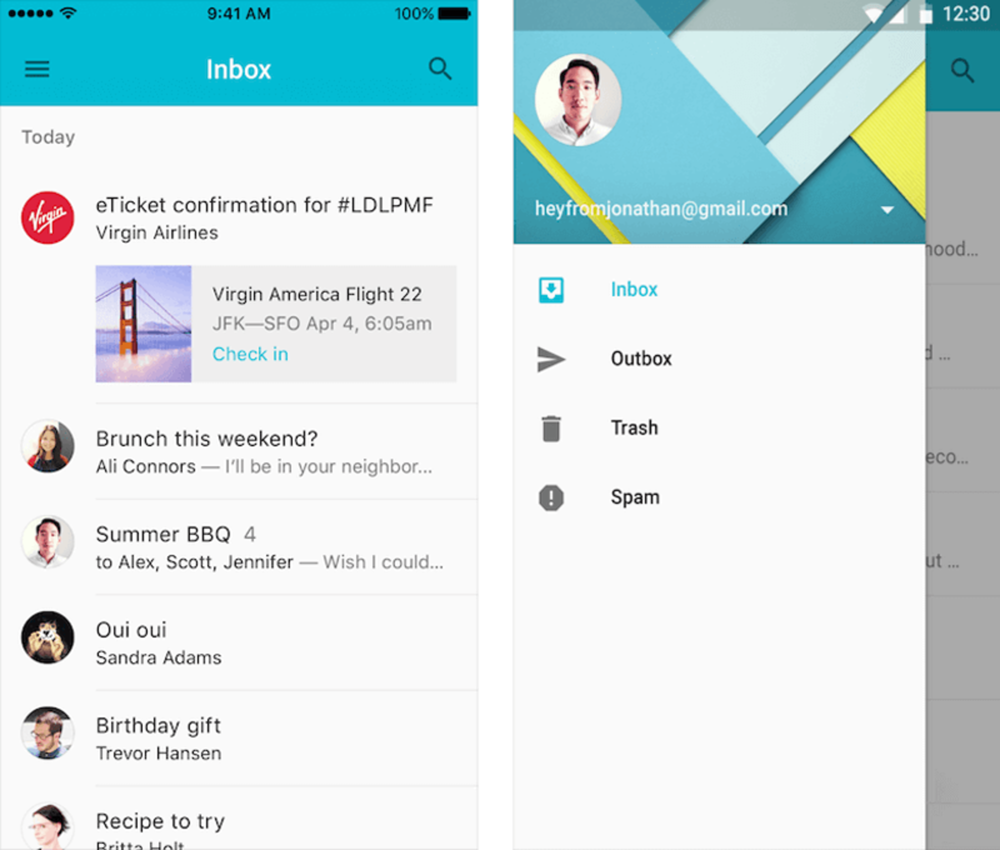 9:41 AM
100%
Inbox
Today
Virgin
eTicket confirmation for #LDLPMF
Virgin Airlines
Virgin America Flight 22
JFK—SFO Apr 4, 6:05am
Check in
Brunch this weekend?
Ali Connors — I'll be in your neighbor...
Summer BBQ 4
to Alex, Scott, Jennifer — Wish I could...
Oui oui
Sandra Adams
Birthday gift
Trevor Hansen
Recipe to try
Britta Holt
12:30
heyfromjonathan@gmail.com
Inbox
Outbox
Trash
Spam
hood...
d ...
eco...
ut ...